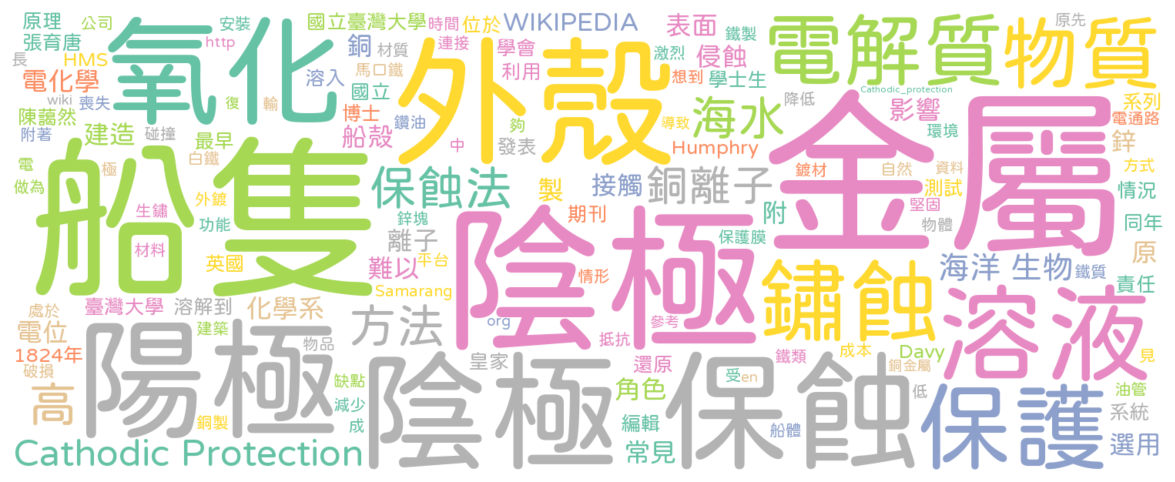 原理 公司 安裝 國立臺灣大學 時間 位於 WIKIPEDIA 表面 鐵製 原先
張育唐 http 氧化 銅 材質 連接 學會 激烈 侵蝕 電解質 物質
長 HMS 溶入 馬口鐵 利用 想到 學士生
電化學 外殼 Cathodic_protection
wiki 喪失 復 輸 國立 鑽油 夠 導致 海水 降低 影響 系列
陳藹然 博士 電通路
附著 建造 碰撞 最早 船殼 中 發表 Humphry 金屬 環境 鋅
電 極 白鐵 船隻 保蝕法 製 接觸 銅離子 鍍材 自然 資料 方式
做為 外鍍 鋅塊 期刊 附 測試 堅固 情況
生鏽 功能 離子 陰極 保護膜 物體 同年
材料 英國 難以 平台 情形 鏽蝕 海洋 生物 鐵質 原
臺灣大學 溶解到 化學系 Samarang 責任
處於 電位 建築 方法 org 參考 抵抗 溶液
1824年 陽極 物品 皇家 還原 鐵類 成本 Davy 銅金屬 見
破損 缺點 陰極 保蝕 角色 受 en 低 油管
高 減少 銅製 成 編輯 船體 保護 系統
Cathodic Protection 常見 選用